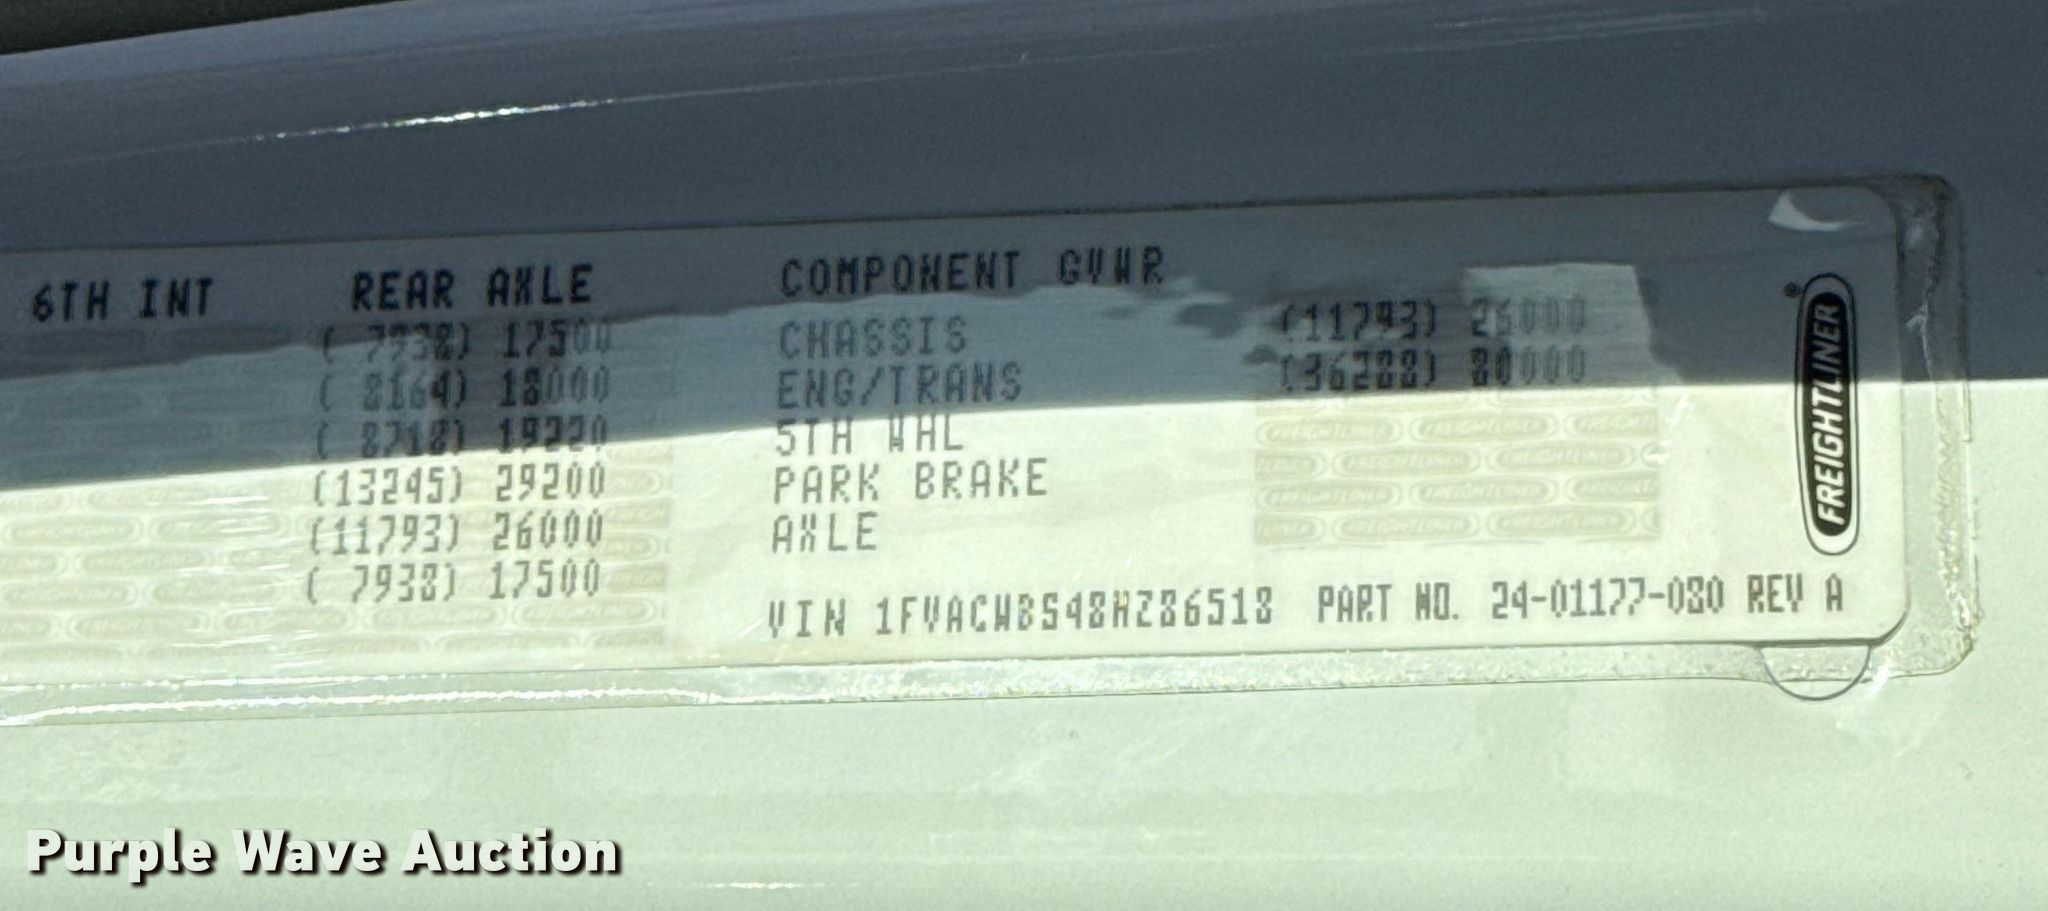 6TH INT REAR AXLE COMPONENT GVWR
( 7938) 17500 CHASSIS (11793) 26000
( 8164) 18000 ENG/TRANS (36288) 80000
( 8718) 19220 5TH WHL
(13245) 29200 PARK BRAKE
(11793) 26000 AXLE
( 7938) 17500
VIN 1FVACWBS48HZ86518 PART NO. 24-01177-080 REV A
FREIGHTLINER
Purple Wave Auction